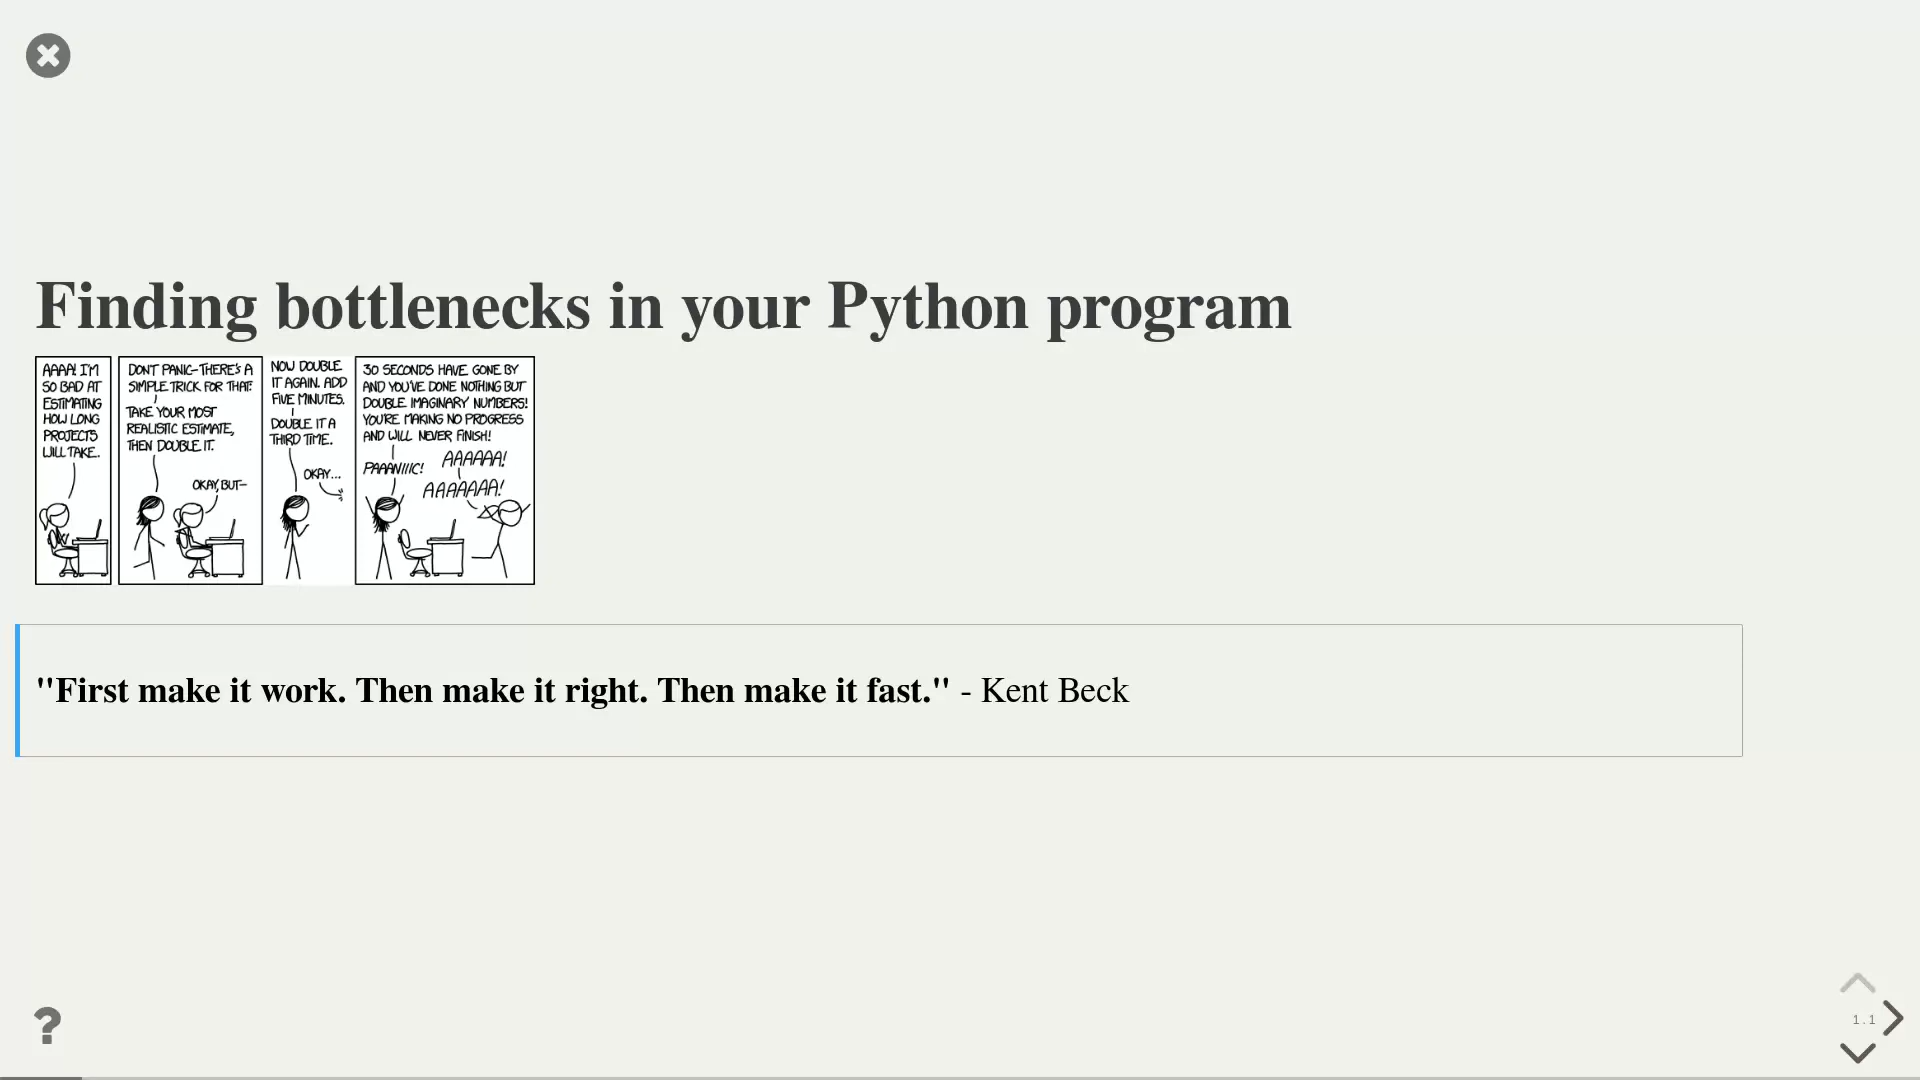 Finding bottlenecks in your Python program
AAAA! I'M
SO BAD AT
ESTIMATING
HOW LONG
PROJECTS
WILL TAKE.
DON'T PANIC—THERE'S A
SIMPLE TRICK FOR THAT:
TAKE YOUR MOST
REALISTIC ESTIMATE,
THEN DOUBLE IT.
OKAY, BUT—
NOW DOUBLE
IT AGAIN. ADD
FIVE MINUTES.
DOUBLE IT A
THIRD TIME.
OKAY...
30 SECONDS HAVE GONE BY
AND YOU'VE DONE NOTHING BUT
DOUBLE IMAGINARY NUMBERS!
YOU'RE MAKING NO PROGRESS
AND WILL NEVER FINISH!
PAAANIIIC!
AAAAAA!
AAAAAAA!
"First make it work. Then make it right. Then make it fast." - Kent Beck
?
1.1